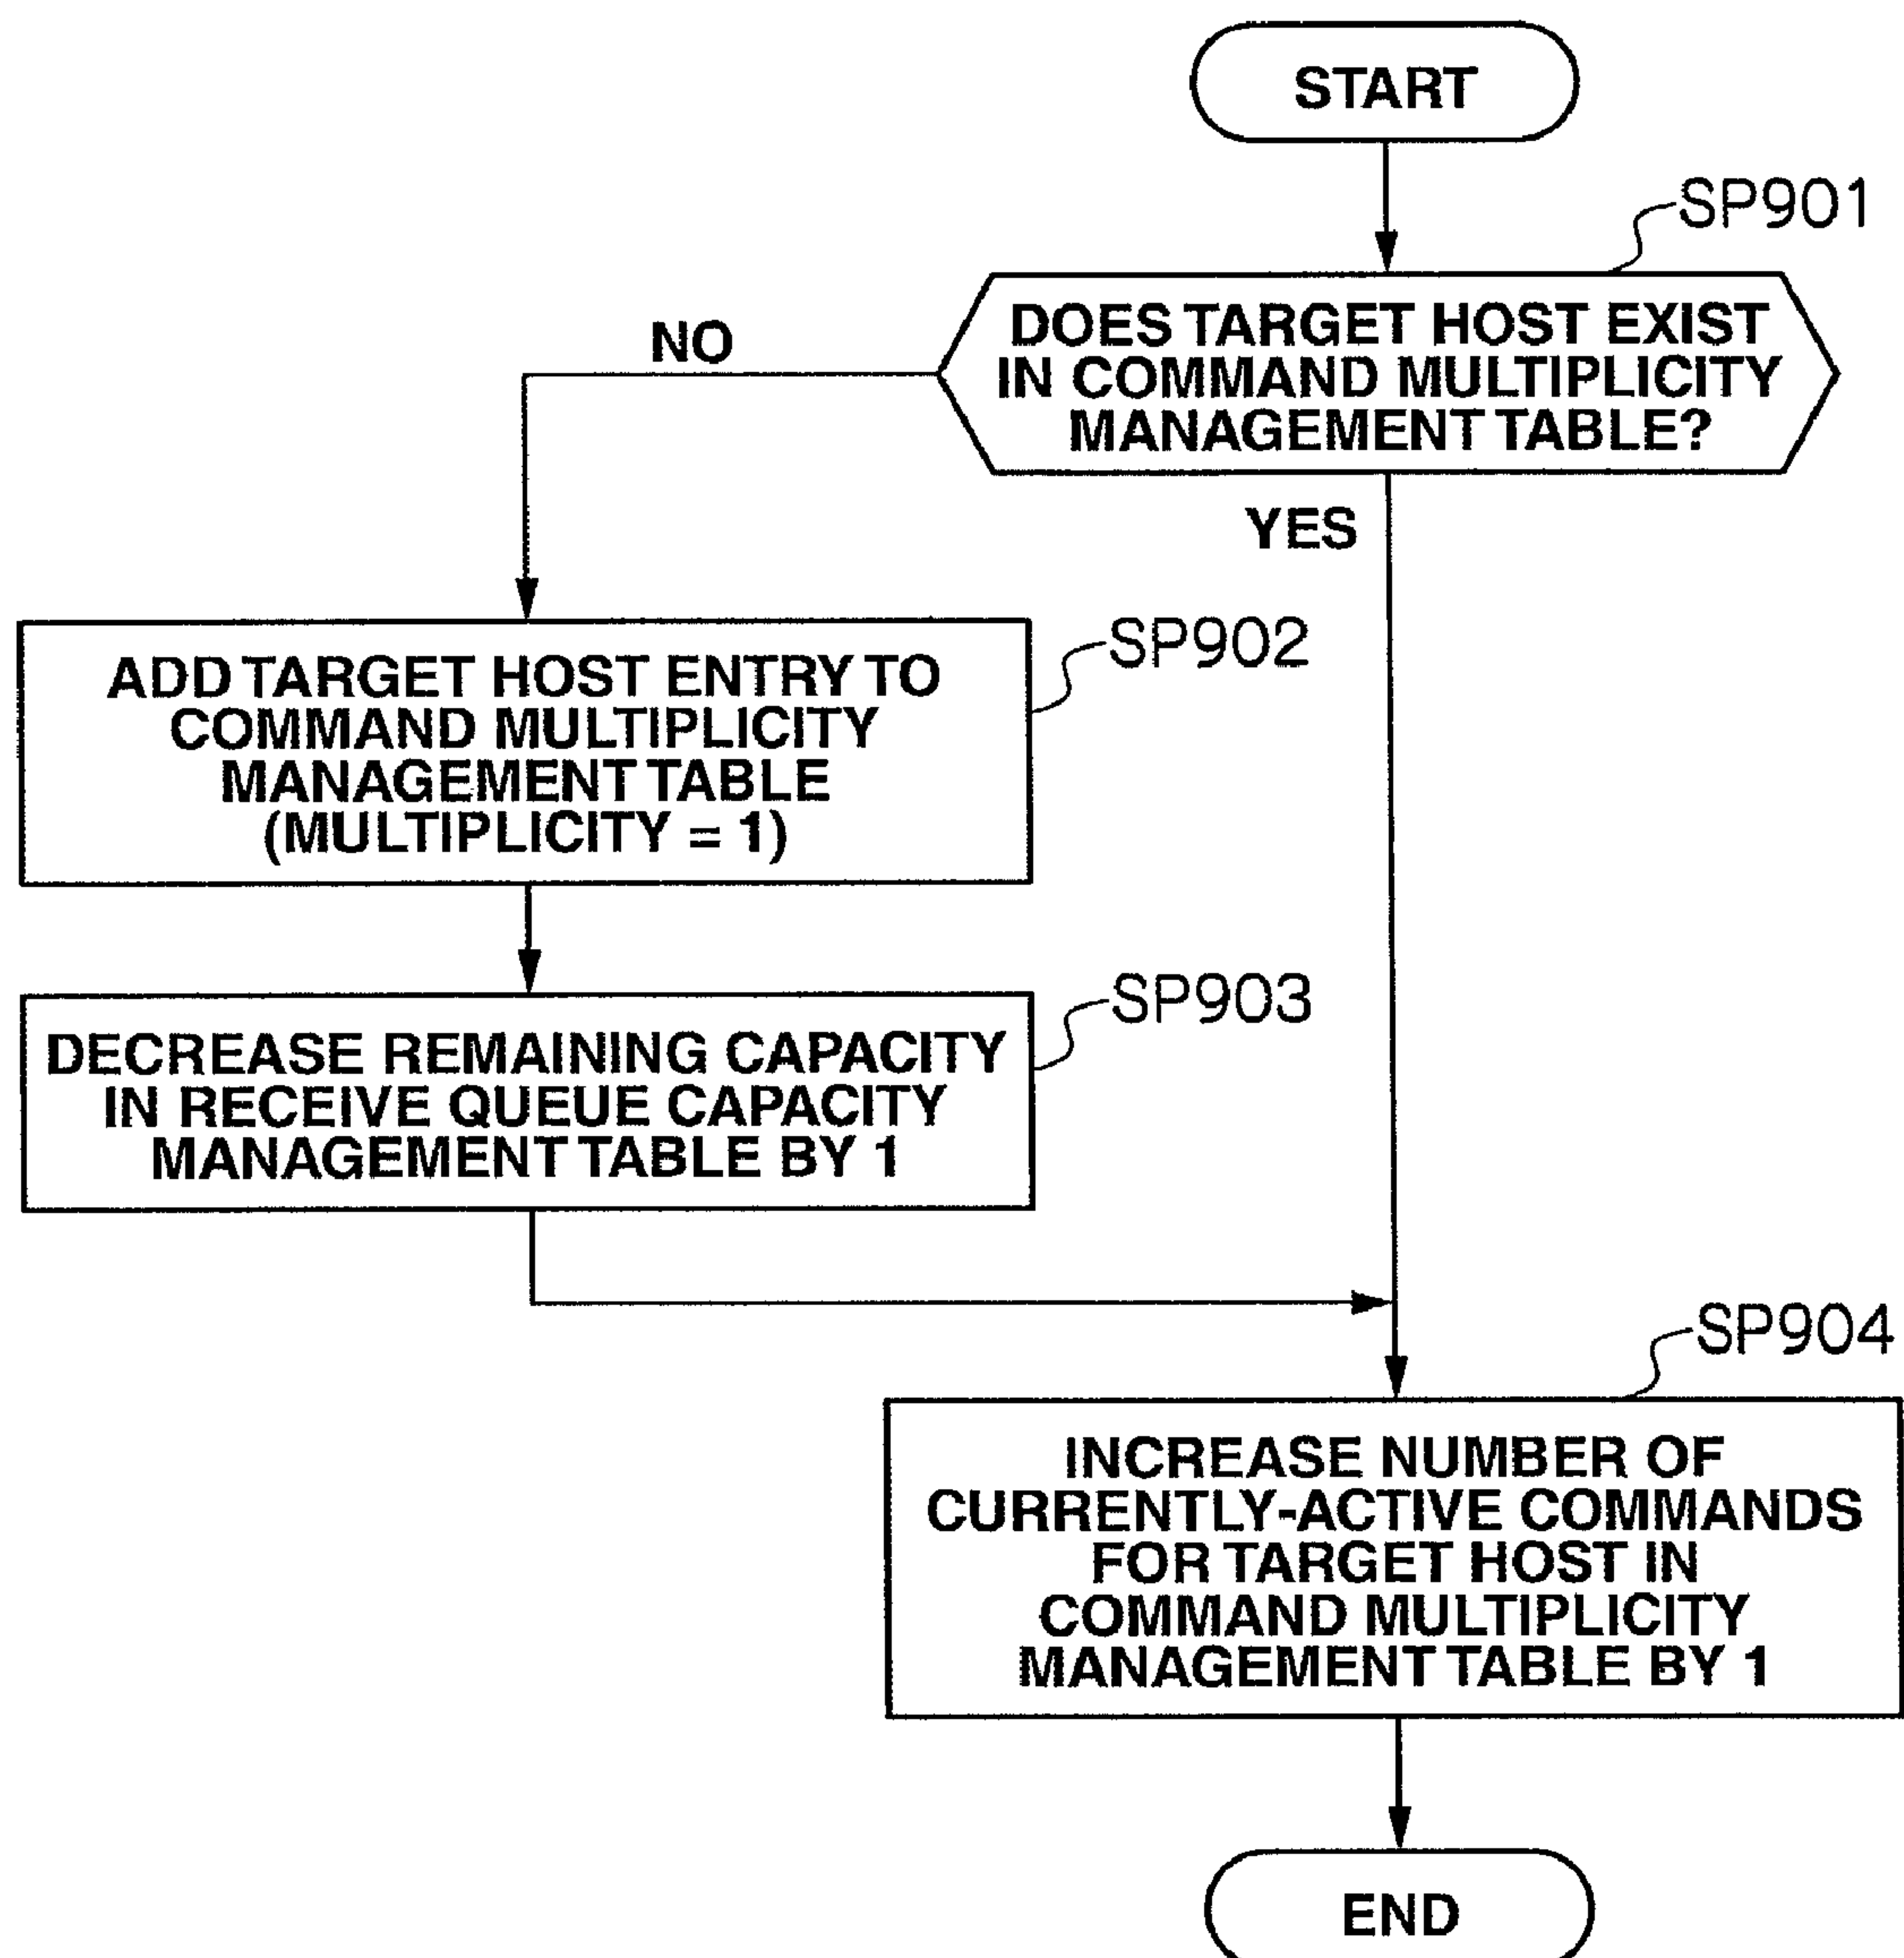 START
SP901
DOES TARGET HOST EXIST
IN COMMAND MULTIPLICITY
MANAGEMENT TABLE?
NO
YES
SP902
ADD TARGET HOST ENTRY TO
COMMAND MULTIPLICITY
MANAGEMENT TABLE
(MULTIPLICITY = 1)
SP903
DECREASE REMAINING CAPACITY
IN RECEIVE QUEUE CAPACITY
MANAGEMENT TABLE BY 1
SP904
INCREASE NUMBER OF
CURRENTLY-ACTIVE COMMANDS
FOR TARGET HOST IN
COMMAND MULTIPLICITY
MANAGEMENT TABLE BY 1
END